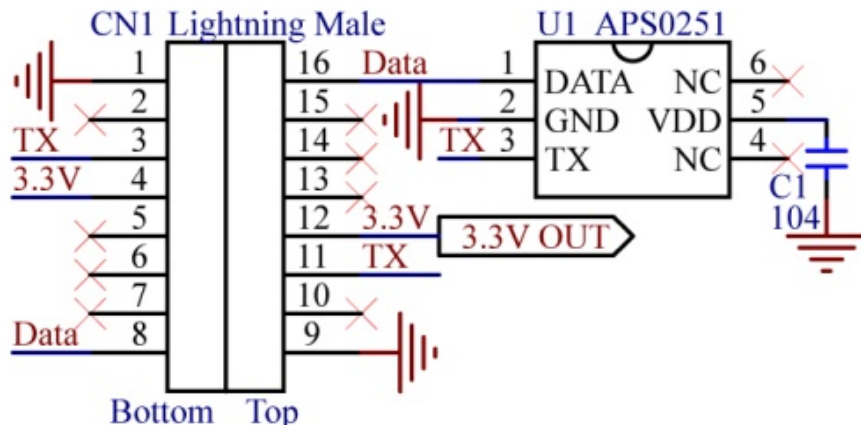 CN1 Lightning Male
U1 APS0251
1
16
Data
1
DATA
NC
6
2
15
2
GND
VDD
5
TX
3
14
TX
3
TX
NC
4
3.3V
4
13
C1
104
5
12
3.3V
3.3V OUT
6
11
TX
7
10
Data
8
9
Bottom
Top